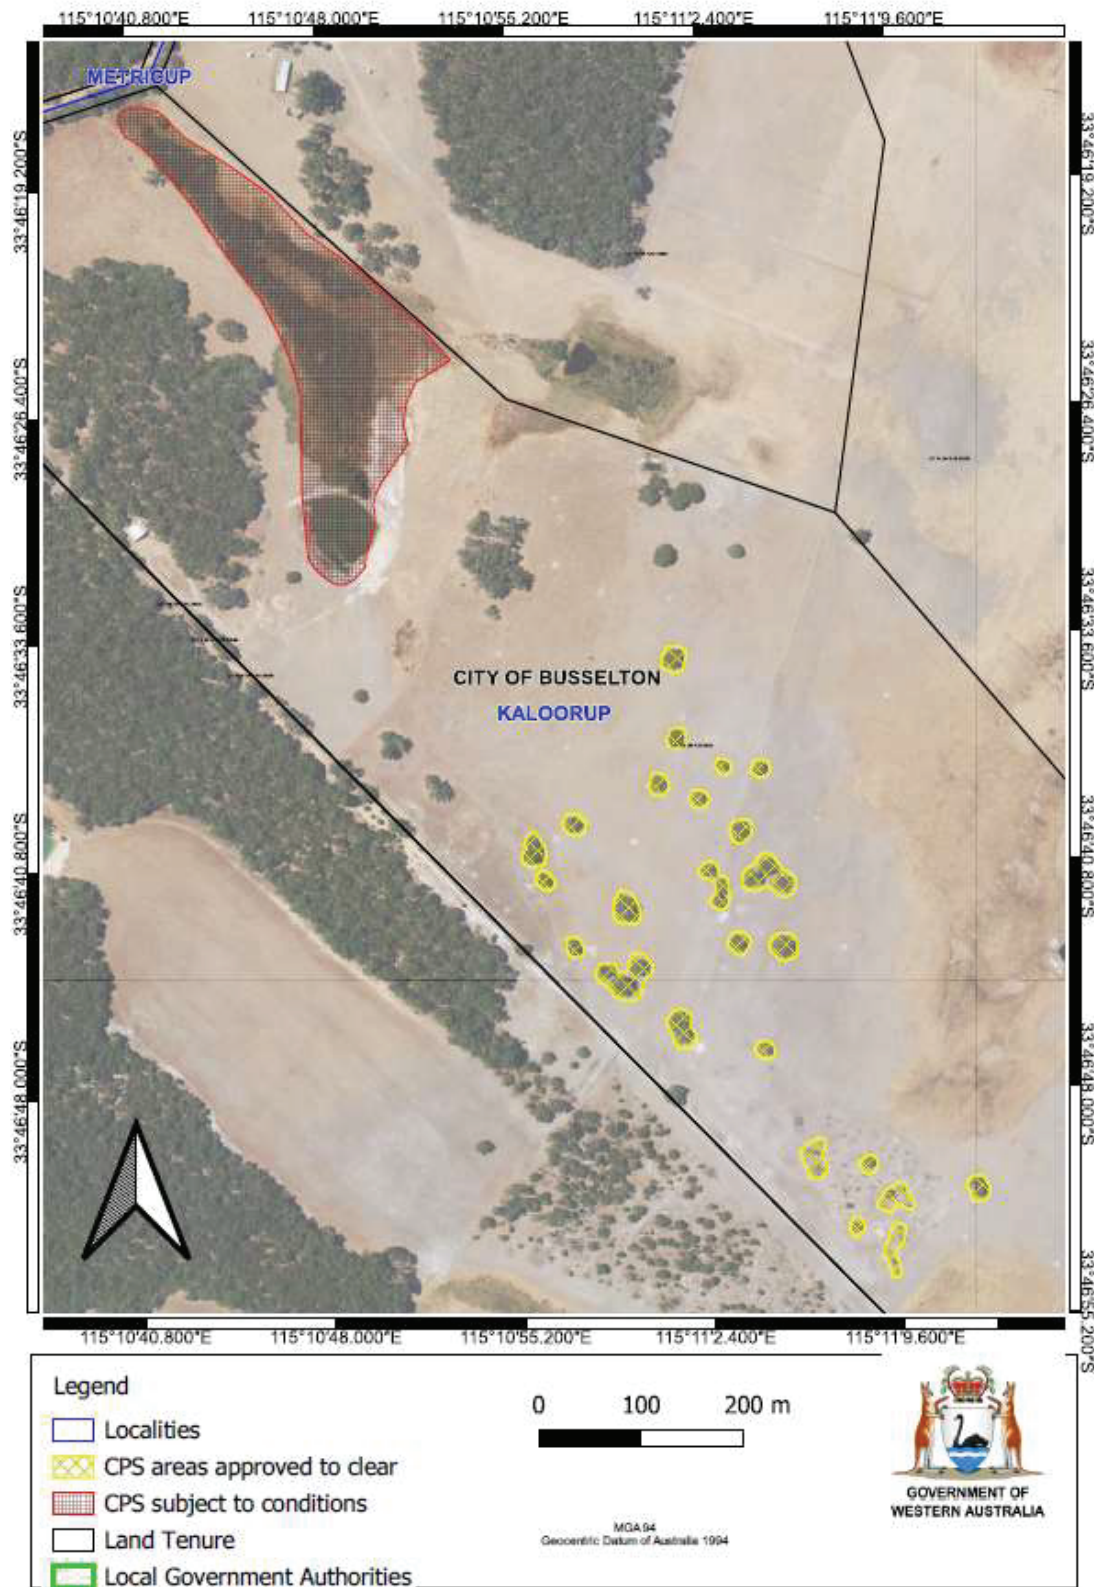 115°10'40.800"E 115°10'48.000"E 115°10'55.200"E 115°11'2.400"E 115°11'9.600"E
METRICUP
33°46'19.200"S
33°46'19.200"S
33°46'26.400"S
33°46'26.400"S
33°46'33.600"S
33°46'33.600"S
CITY OF BUSSELTON
KALOORUP
33°46'40.800"S
33°46'40.800"S
33°46'48.000"S
33°46'48.000"S
33°46'55.200"S
115°10'40.800"E 115°10'48.000"E 115°10'55.200"E 115°11'2.400"E 115°11'9.600"E
Legend
Localities
CPS areas approved to clear
CPS subject to conditions
Land Tenure
Local Government Authorities
0 100 200 m
MGA94
Geocentric Datum of Australia 1994
GOVERNMENT OF
WESTERN AUSTRALIA